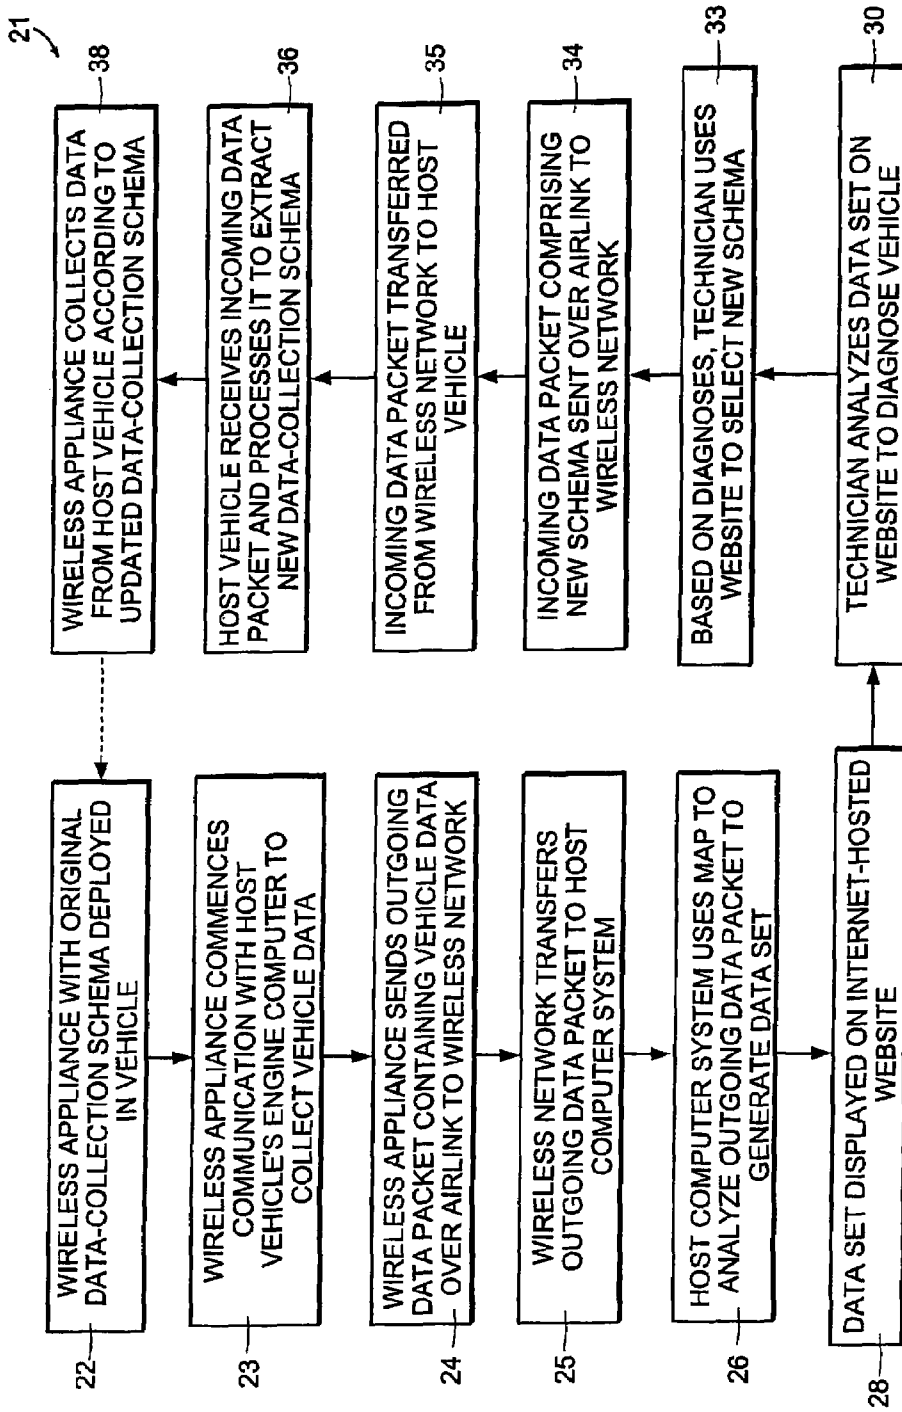 21
22
WIRELESS APPLIANCE WITH ORIGINAL
DATA-COLLECTION SCHEMA DEPLOYED
IN VEHICLE
23
WIRELESS APPLIANCE COMMENCES
COMMUNICATION WITH HOST
VEHICLE'S ENGINE COMPUTER TO
COLLECT VEHICLE DATA
24
WIRELESS APPLIANCE SENDS OUTGOING
DATA PACKET CONTAINING VEHICLE DATA
OVER AIRLINK TO WIRELESS NETWORK
25
WIRELESS NETWORK TRANSFERS
OUTGOING DATA PACKET TO HOST
COMPUTER SYSTEM
26
HOST COMPUTER SYSTEM USES MAP TO
ANALYZE OUTGOING DATA PACKET TO
GENERATE DATA SET
28
DATA SET DISPLAYED ON INTERNET-HOSTED
WEBSITE
30
TECHNICIAN ANALYZES DATA SET ON
WEBSITE TO DIAGNOSE VEHICLE
33
BASED ON DIAGNOSES, TECHNICIAN USES
WEBSITE TO SELECT NEW SCHEMA
34
INCOMING DATA PACKET COMPRISING
NEW SCHEMA SENT OVER AIRLINK TO
WIRELESS NETWORK
35
INCOMING DATA PACKET TRANSFERRED
FROM WIRELESS NETWORK TO HOST
VEHICLE
36
HOST VEHICLE RECEIVES INCOMING DATA
PACKET AND PROCESSES IT TO EXTRACT
NEW DATA-COLLECTION SCHEMA
38
WIRELESS APPLIANCE COLLECTS DATA
FROM HOST VEHICLE ACCORDING TO
UPDATED DATA-COLLECTION SCHEMA